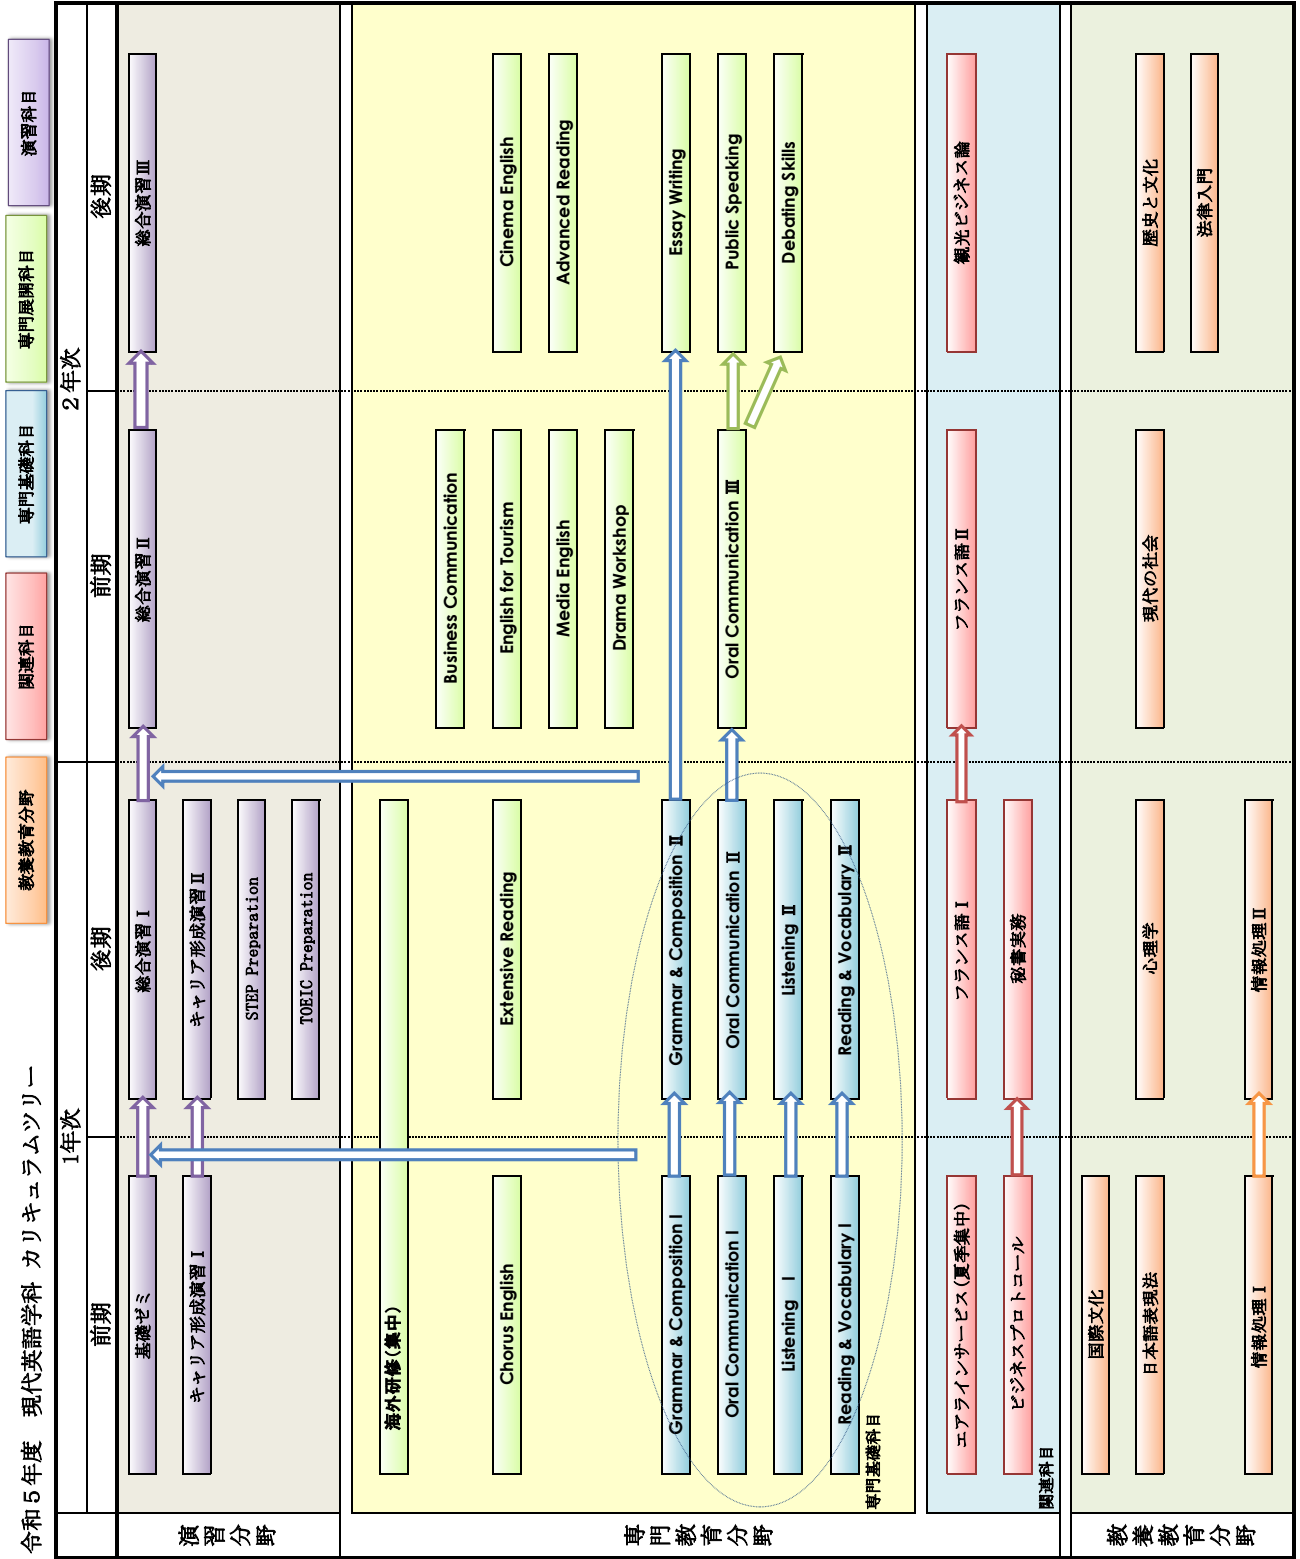 令和５年度　現代英語学科 カリキュラムツリー
教養教育分野
関連科目
専門基礎科目
専門展開科目
演習科目
1年次
２年次
前期
後期
前期
後期
演習分野
基礎ゼミ
総合演習Ⅰ
総合演習Ⅱ
総合演習Ⅲ
キャリア形成演習Ⅰ
キャリア形成演習Ⅱ
STEP Preparation
TOEIC Preparation
専門教育分野
海外研修(集中)
Business Communication
Chorus English
Extensive Reading
English for Tourism
Cinema English
Media English
Advanced Reading
Drama Workshop
Grammar & Composition I
Grammar & Composition Ⅱ
Essay Writing
Oral Communication I
Oral Communication Ⅱ
Oral Communication Ⅲ
Public Speaking
Listening　I
Listening Ⅱ
Debating Skills
Reading & Vocabulary I
Reading & Vocabulary Ⅱ
専門基礎科目
エアラインサービス(夏季集中)
フランス語Ⅰ
フランス語Ⅱ
観光ビジネス論
ビジネスプロトコール
秘書実務
関連科目
教養教育分野
国際文化
日本語表現法
心理学
現代の社会
歴史と文化
法律入門
情報処理Ⅰ
情報処理Ⅱ